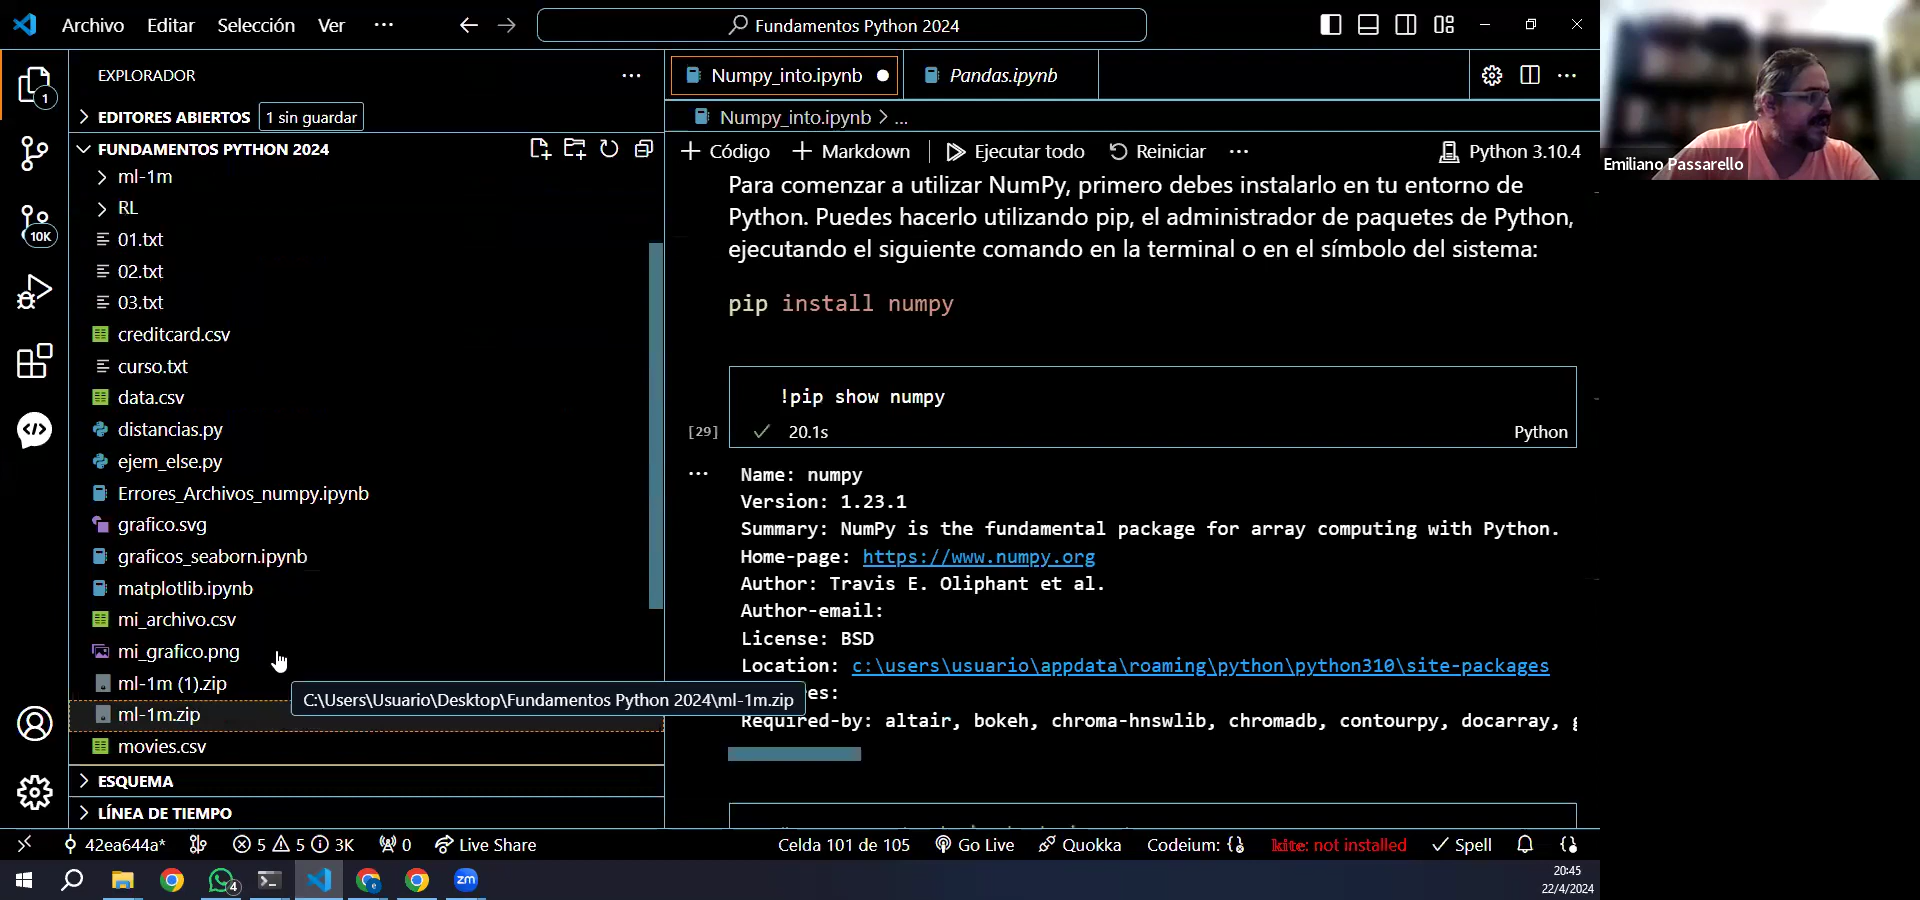 Archivo Editar Selección Ver ···
Fundamentos Python 2024
EXPLORADOR
EDITORES ABIERTOS 1 sin guardar
FUNDAMENTOS PYTHON 2024
ml-1m
RL
01.txt
02.txt
03.txt
creditcard.csv
curso.txt
data.csv
distancias.py
ejem_else.py
Errores_Archivos_numpy.ipynb
grafico.svg
graficos_seaborn.ipynb
matplotlib.ipynb
mi_archivo.csv
mi_grafico.png
ml-1m (1).zip
ml-1m.zip
movies.csv
C:\Users\Usuario\Desktop\Fundamentos Python 2024\ml-1m.zip
ESQUEMA
LÍNEA DE TIEMPO
1
10K
Numpy_into.ipynb
Pandas.ipynb
Numpy_into.ipynb > ...
+ Código + Markdown Ejecutar todo Reiniciar ··· Python 3.10.4
Para comenzar a utilizar NumPy, primero debes instalarlo en tu entorno de
Python. Puedes hacerlo utilizando pip, el administrador de paquetes de Python,
ejecutando el siguiente comando en la terminal o en el símbolo del sistema:
pip install numpy
!pip show numpy
[29] 20.1s Python
Name: numpy
Version: 1.23.1
Summary: NumPy is the fundamental package for array computing with Python.
Home-page: https://www.numpy.org
Author: Travis E. Oliphant et al.
Author-email:
License: BSD
Location: c:\users\usuario\appdata\roaming\python\python310\site-packages
es:
Required-by: altair, bokeh, chroma-hnswlib, chromadb, contourpy, docarray,
42ea644a* 5 5 3K 0 Live Share Celda 101 de 105 Go Live Quokka Codeium: {} kite: not installed Spell
4
zm
20:45
22/4/2024
Emiliano Passarello